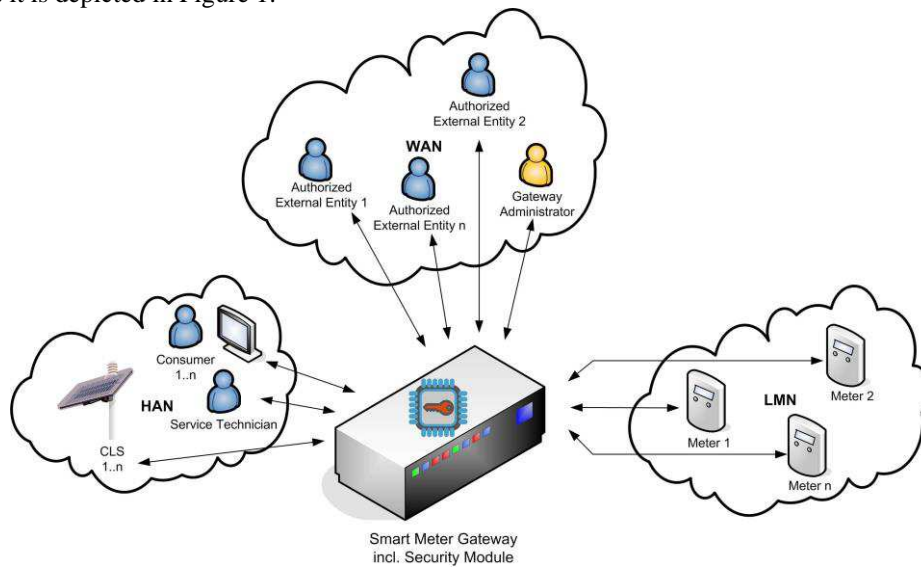 it is depicted in Figure 1.
Authorized
External Entity 2
WAN
Authorized
External Entity 1
Authorized
External Entity n
Gateway
Administrator
Consumer
1..n
HAN
Service Technician
CLS
1..n
LMN
Meter 2
Meter 1
Meter n
Smart Meter Gateway
incl. Security Module